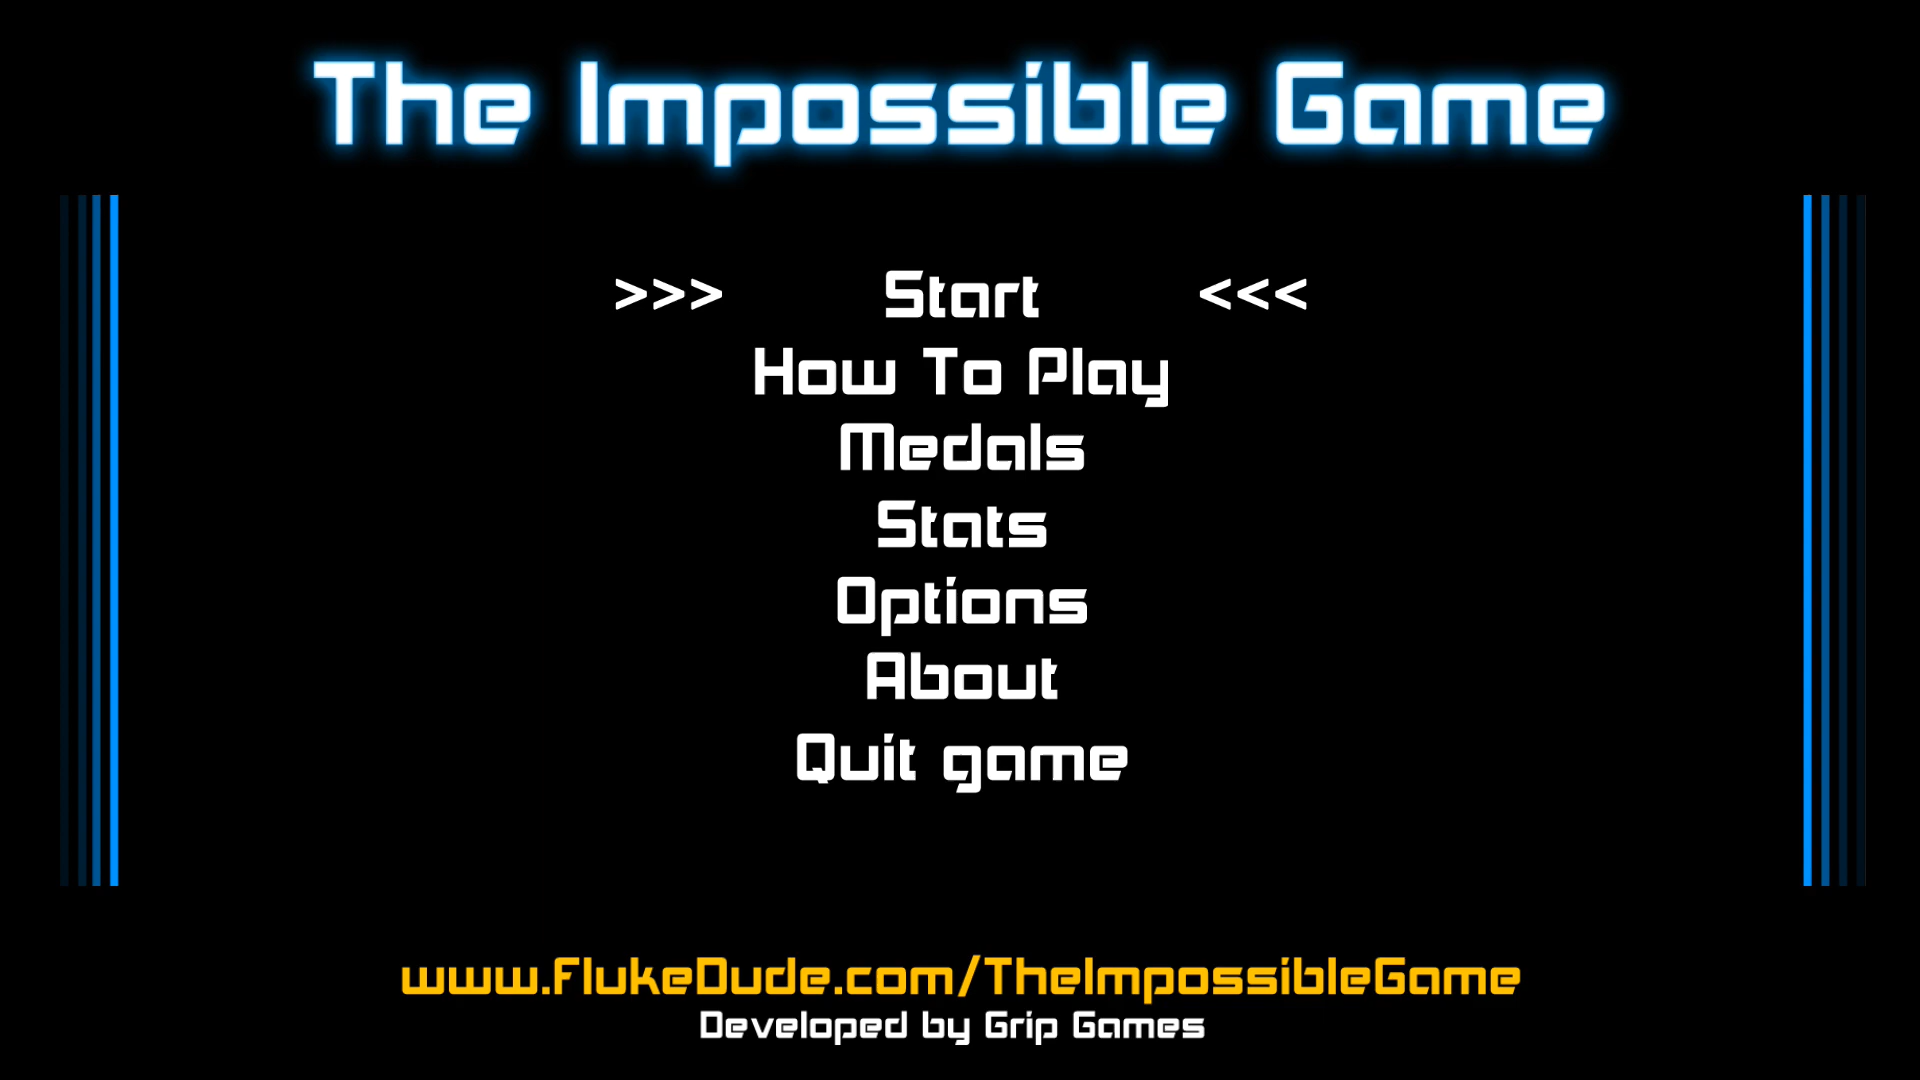 The Impossible Game
>>> Start <<<
How To Play
Medals
Stats
Options
About
Quit game
www.FlukeDude.com/TheImpossibleGame
Developed by Grip Games